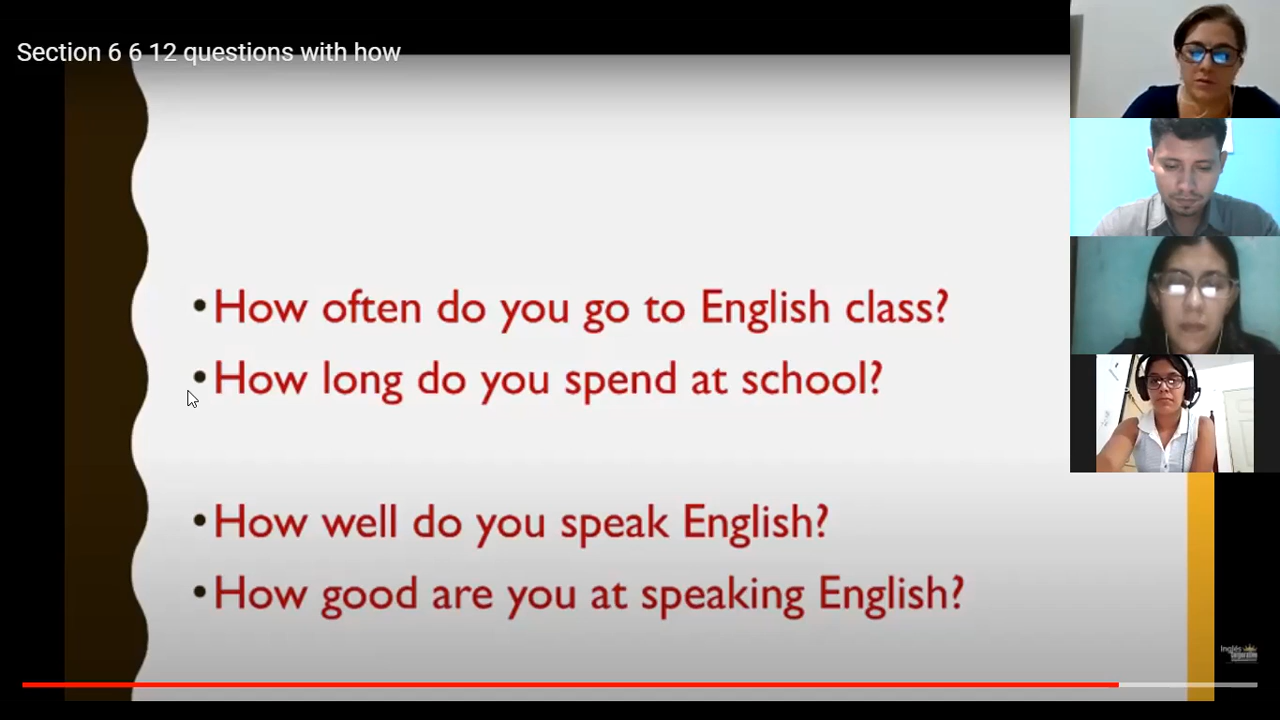 Section 6 6 12 questions with how
•How often do you go to English class?
•How long do you spend at school?
•How well do you speak English?
•How good are you at speaking English?
Inglés